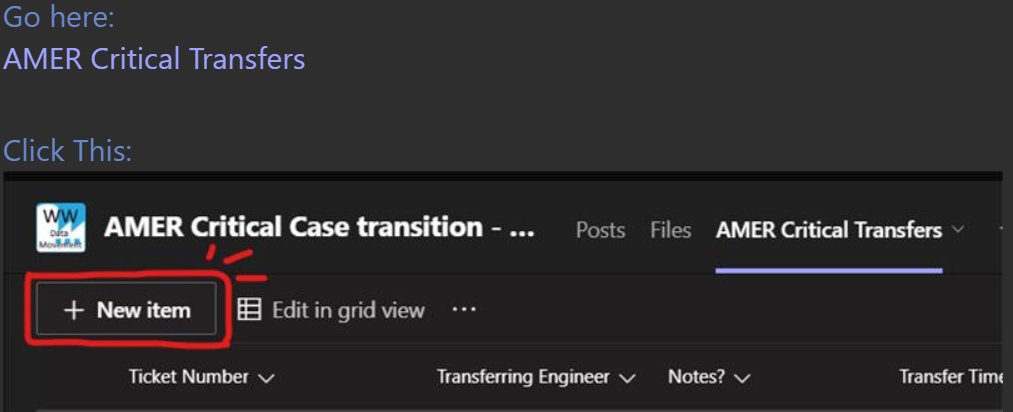 Go here:
AMER Critical Transfers
Click This:
WW
Data
Movement
AMER Critical Case transition - ...
Posts Files AMER Critical Transfers
+ New item Edit in grid view ...
Ticket Number Transferring Engineer Notes? Transfer Time